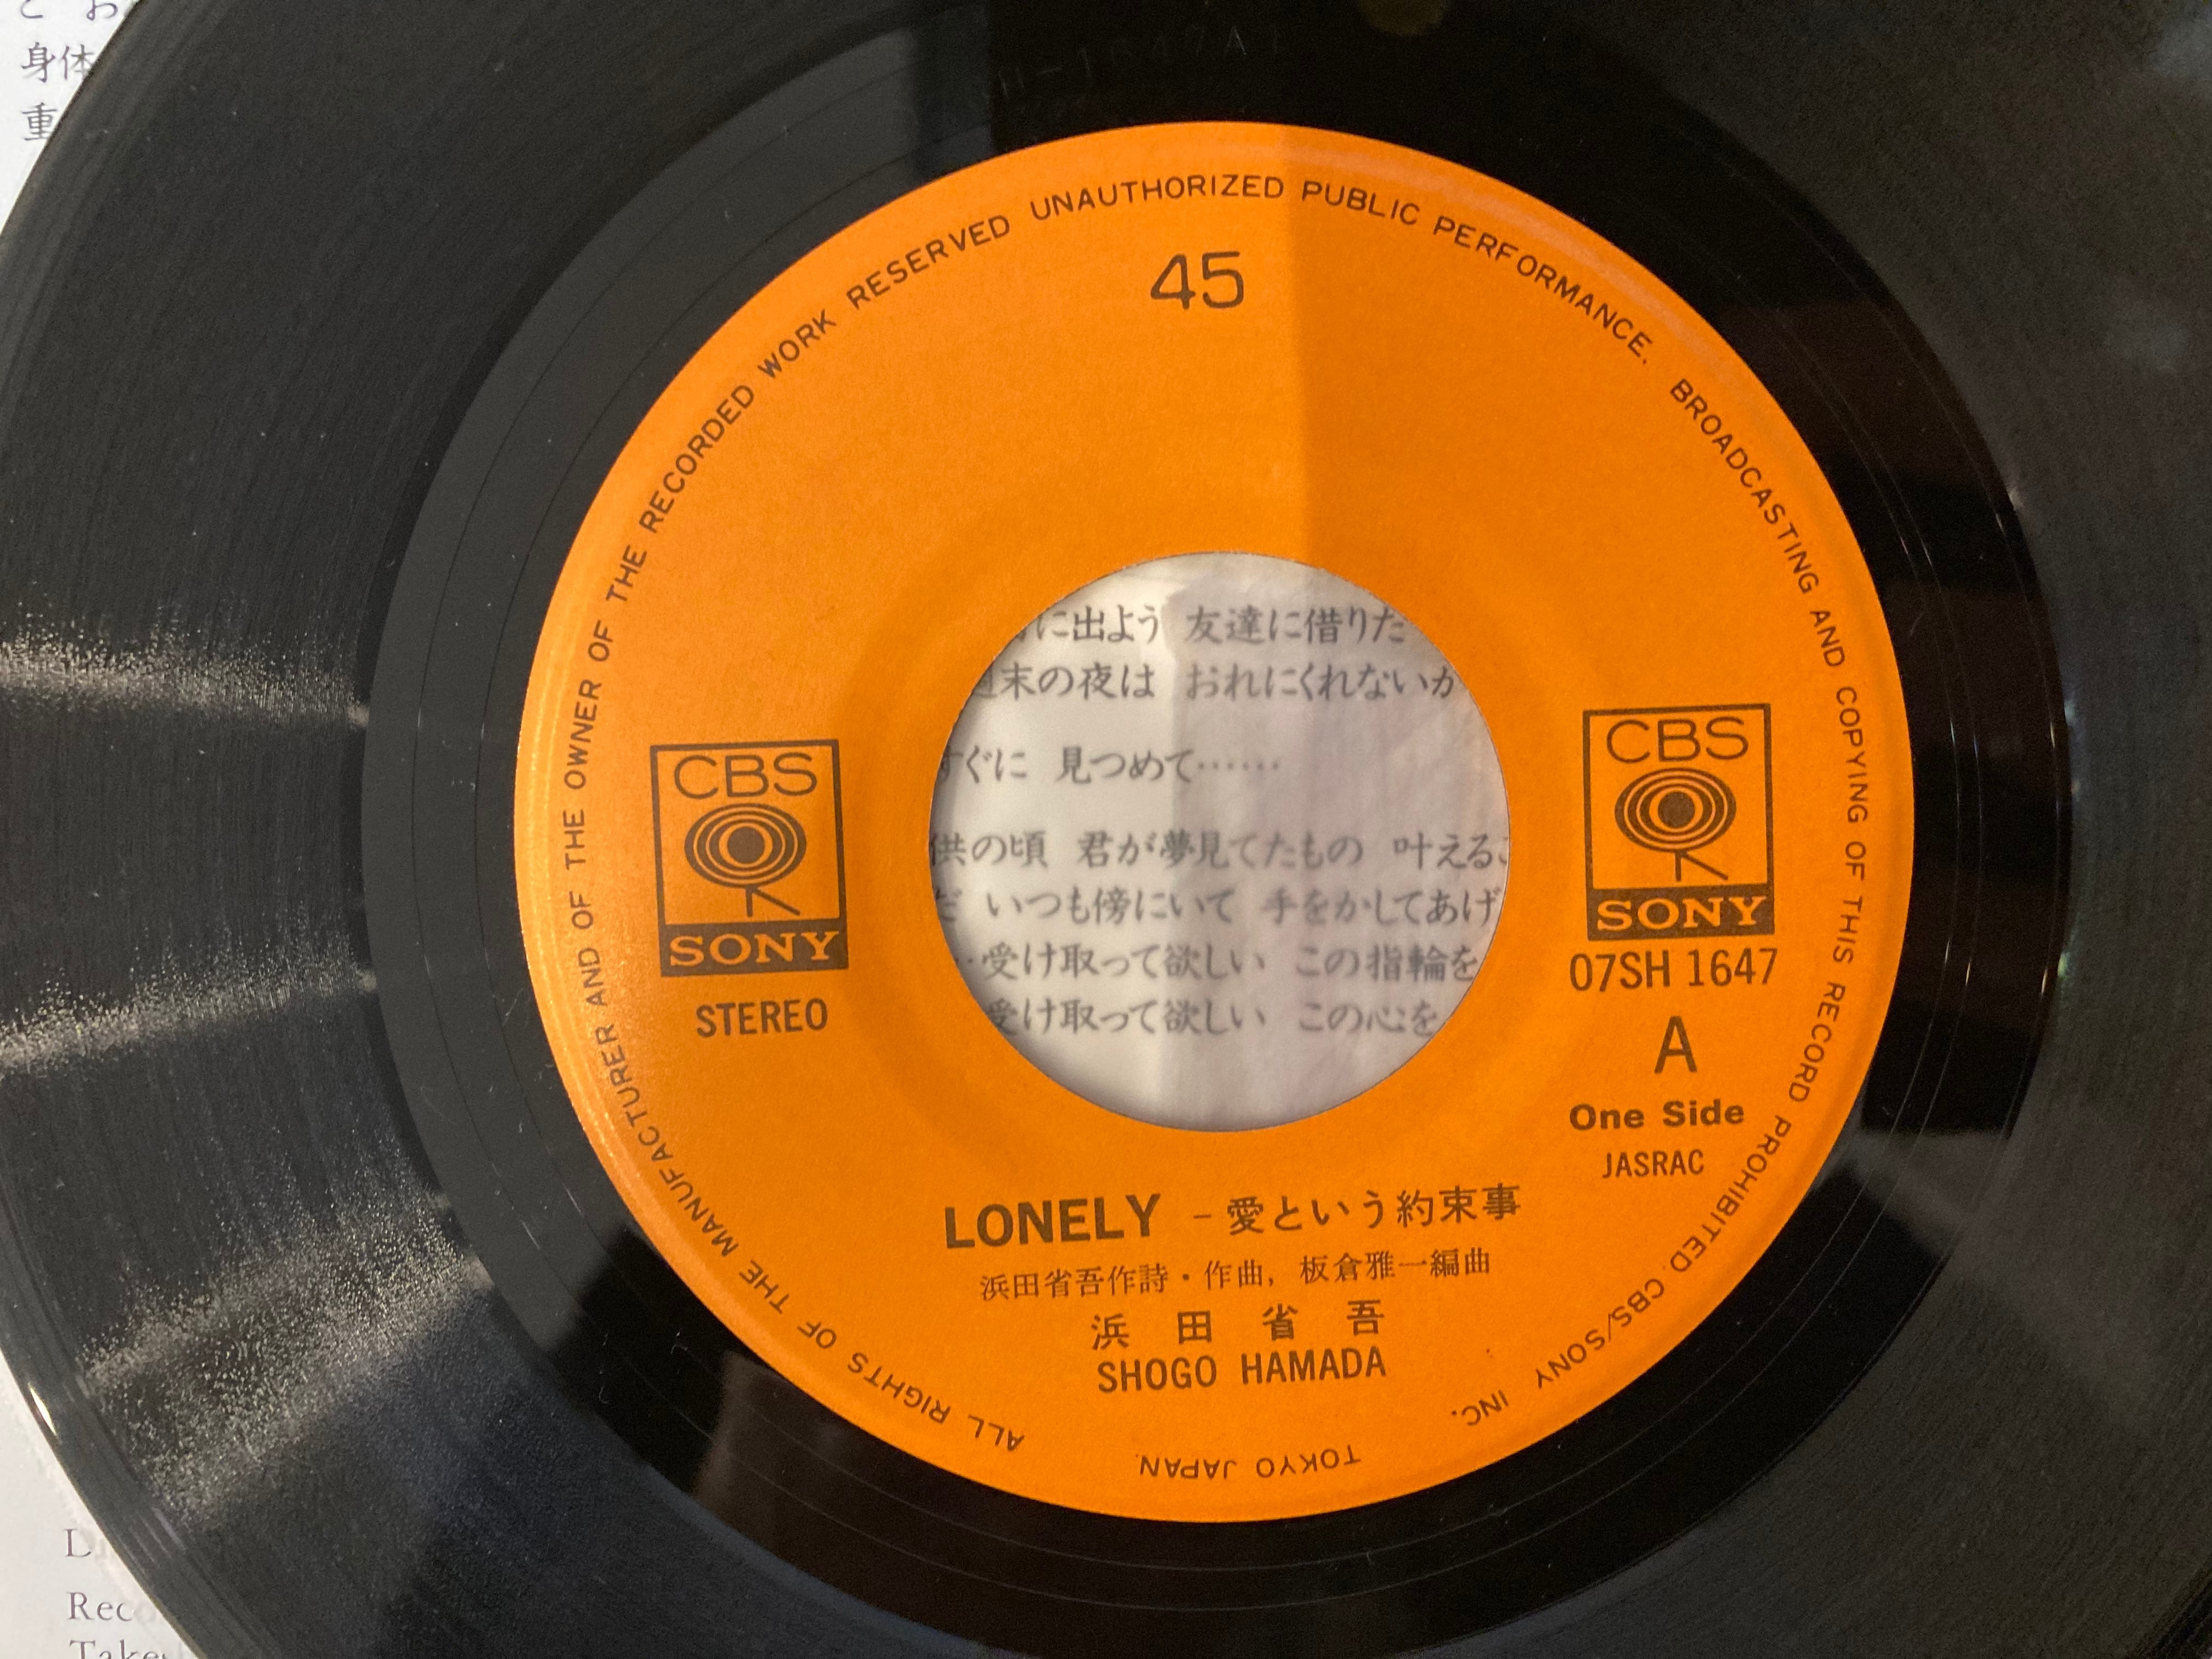 身体
重
ALL RIGHTS OF THE MANUFACTURER AND OF THE OWNER OF THE RECORDED WORK RESERVED UNAUTHORIZED PUBLIC PERFORMANCE. BROADCASTING AND COPYING OF THIS RECORD PROHIBITED. CBS/SONY INC. TOKYO JAPAN.
45
に出よう 友達に借りた
末の夜は おれにくれないか
すぐに 見つめて……
供の頃 君が夢見てたもの 叶える
だ いつも傍にいて 手をかしてあげ
受け取って欲しい この指輪を
受け取って欲しい この心を
CBS
SONY
STEREO
CBS
SONY
07SH 1647
A
One Side
JASRAC
LONELY －愛という約束事
浜田省吾作詩・作曲, 板倉雅一編曲
浜田省吾
SHOGO HAMADA